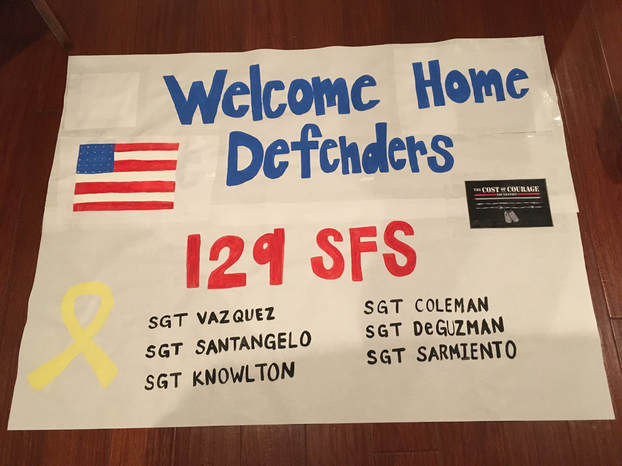 Welcome Home
Defenders
THE COST OF COURAGE
129 SFS
SGT VAZQUEZ
SGT SANTANGELO
SGT KNOWLTON
SGT COLEMAN
SGT DeGUZMAN
SGT SARMIENTO